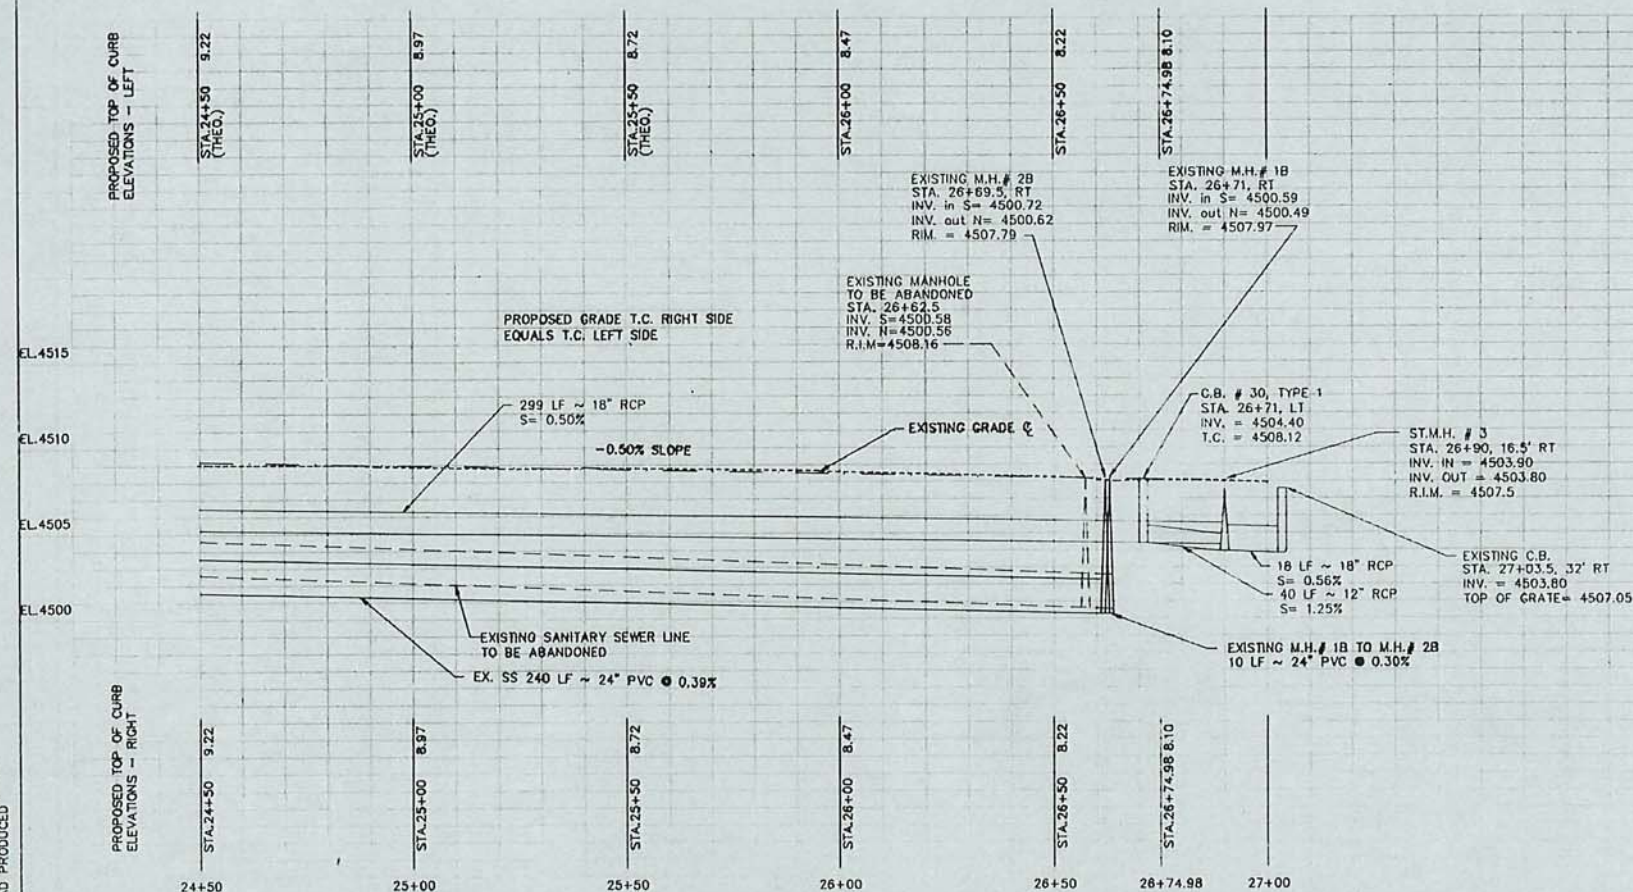 PROPOSED TOP OF CURB
ELEVATIONS - LEFT
STA.24+50 9.22
(THEO.)
STA.25+00 8.97
(THEO.)
STA.25+50 8.72
(THEO.)
STA.26+00 8.47
STA.26+50 8.22
STA.26+74.98 8.10
EXISTING M.H.# 2B
STA. 26+69.5, RT
INV. in S= 4500.72
INV. out N= 4500.62
RIM. = 4507.79
EXISTING M.H.# 1B
STA. 26+71, RT
INV. in S= 4500.59
INV. out N= 4500.49
RIM. = 4507.97
EXISTING MANHOLE
TO BE ABANDONED
STA. 26+62.5
INV. S=4500.58
INV. N=4500.56
R.I.M=4508.16
PROPOSED GRADE T.C. RIGHT SIDE
EQUALS T.C. LEFT SIDE
EL.4515
EL.4510
EL.4505
EL.4500
299 LF ~ 18" RCP
S= 0.50%
-0.50% SLOPE
EXISTING GRADE ℄
C.B. # 30, TYPE-1
STA. 26+71, LT
INV. = 4504.40
T.C. = 4508.12
ST.M.H. # 3
STA. 26+90, 16.5' RT
INV. IN = 4503.90
INV. OUT = 4503.80
R.I.M. = 4507.5
EXISTING C.B.
STA. 27+03.5, 32' RT
INV. = 4503.80
TOP OF GRATE= 4507.05
18 LF ~ 18" RCP
S= 0.56%
40 LF ~ 12" RCP
S= 1.25%
EXISTING SANITARY SEWER LINE
TO BE ABANDONED
EX. SS 240 LF ~ 24" PVC @ 0.39%
EXISTING M.H.# 1B TO M.H.# 2B
10 LF ~ 24" PVC @ 0.30%
PROPOSED TOP OF CURB
ELEVATIONS - RIGHT
STA.24+50 9.22
STA.25+00 8.97
STA.25+50 8.72
STA.26+00 8.47
STA.26+50 8.22
STA.26+74.98 8.10
PRODUCED
24+50 25+00 25+50 26+00 26+50 26+74.98 27+00